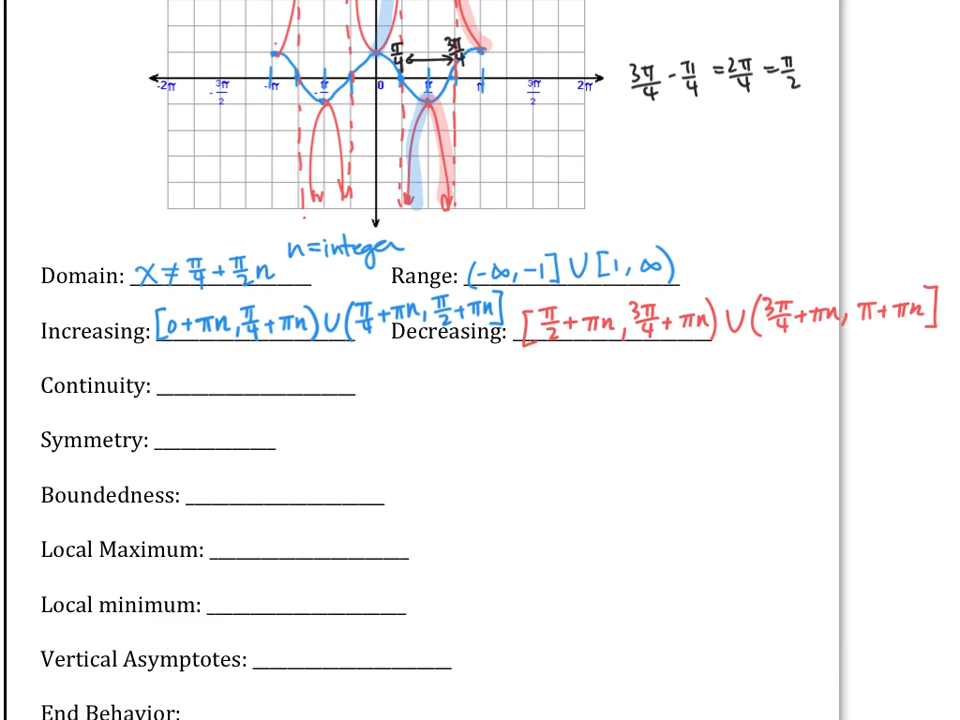 π/4 3π/4
3π/4 - π/4 = 2π/4 = π/2
-2π -3π/2 -π -π/2 0 π/2 π 3π/2 2π
n=integer
Domain: x ≠ π/4 + π/2 n Range: (-∞, -1] ∪ [1, ∞)
Increasing: [0+πn, π/4+πn) ∪ (π/4+πn, π/2+πn] Decreasing: [π/2+πn, 3π/4+πn) ∪ (3π/4+πn, π+πn]
Continuity:
Symmetry:
Boundedness:
Local Maximum:
Local minimum:
Vertical Asymptotes:
End Behavior: